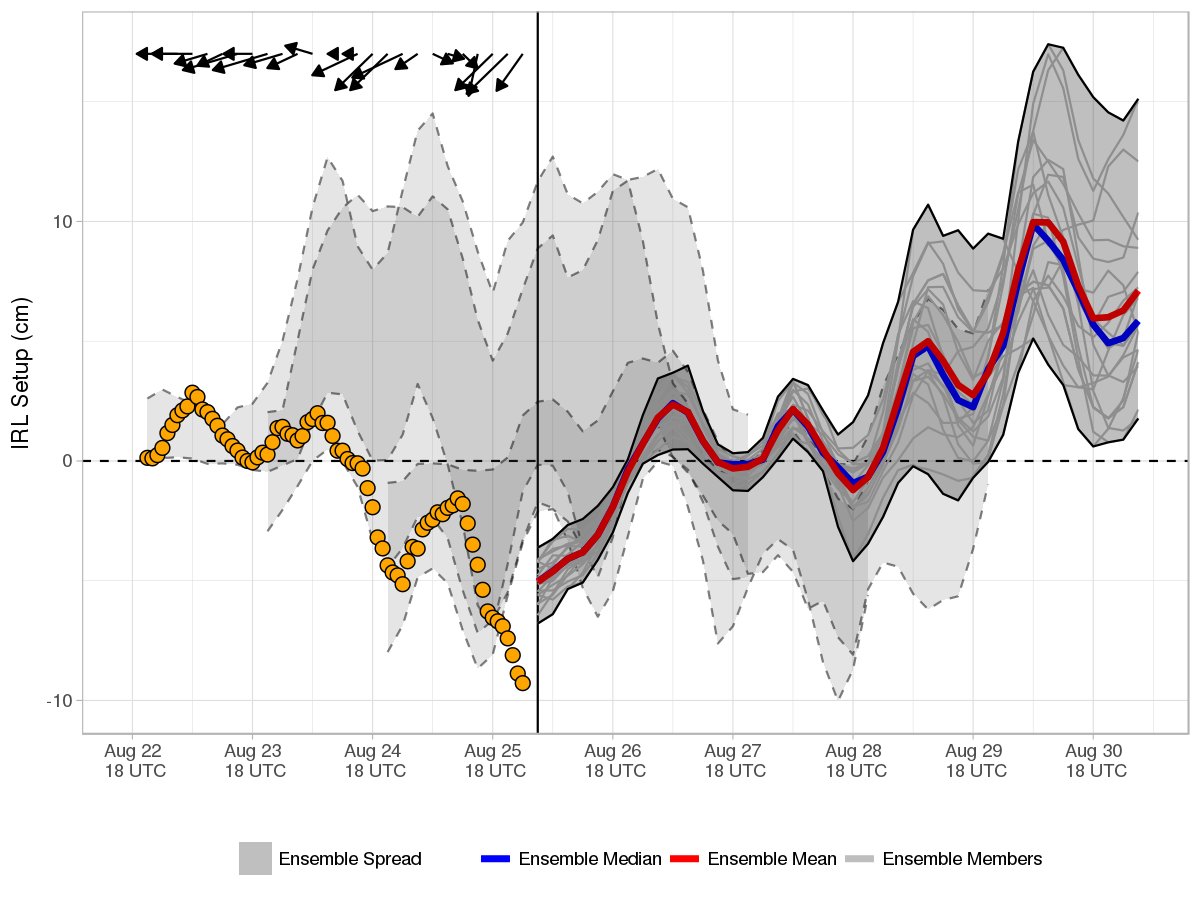 IRL Setup (cm)
10
0
-10
Aug 22 Aug 23 Aug 24 Aug 25 Aug 26 Aug 27 Aug 28 Aug 29 Aug 30
18 UTC 18 UTC 18 UTC 18 UTC 18 UTC 18 UTC 18 UTC 18 UTC 18 UTC
Ensemble Spread Ensemble Median Ensemble Mean Ensemble Members